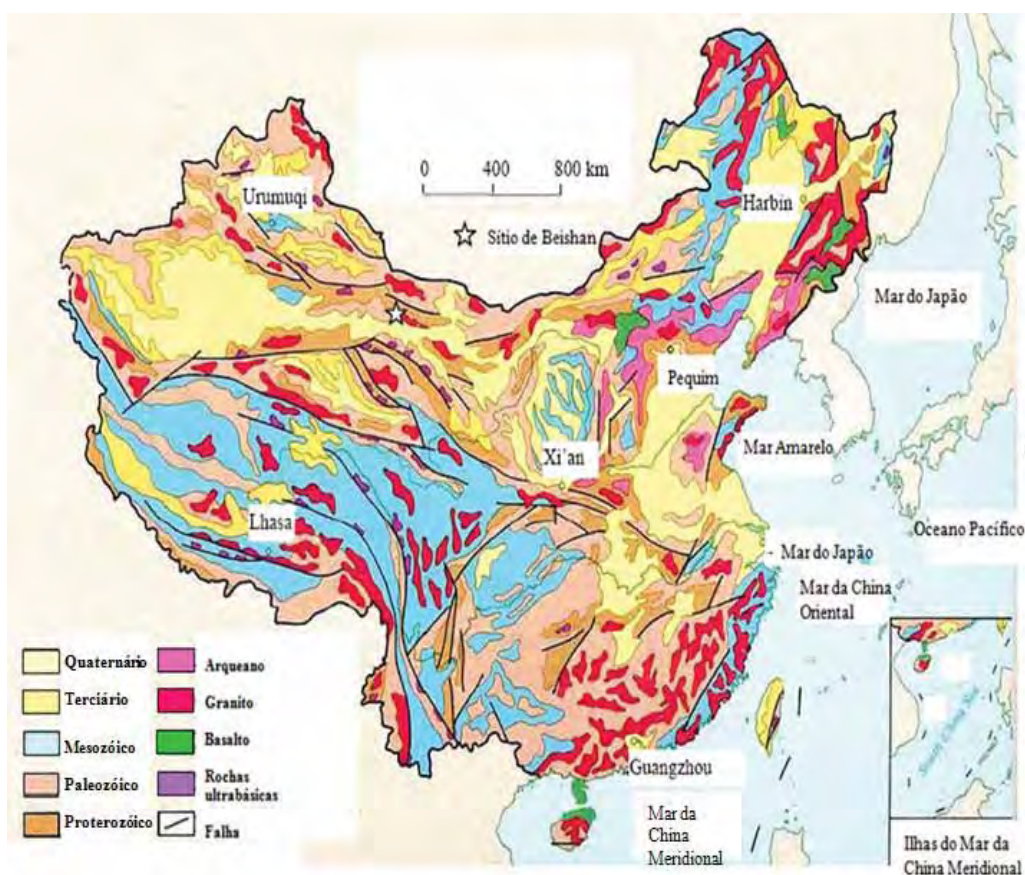 0 400 800 km
Urumuqi
Harbin
Sítio de Beishan
Mar do Japão
Pequim
Mar Amarelo
Xi'an
Lhasa
Oceano Pacífico
Mar do Japão
Mar da China
Oriental
Quaternário
Terciário
Mesozóico
Paleozóico
Proterozóico
Arqueano
Granito
Basalto
Rochas
ultrabásicas
Falha
Guangzhou
Mar da
China
Meridional
Ilhas do Mar da
China Meridional